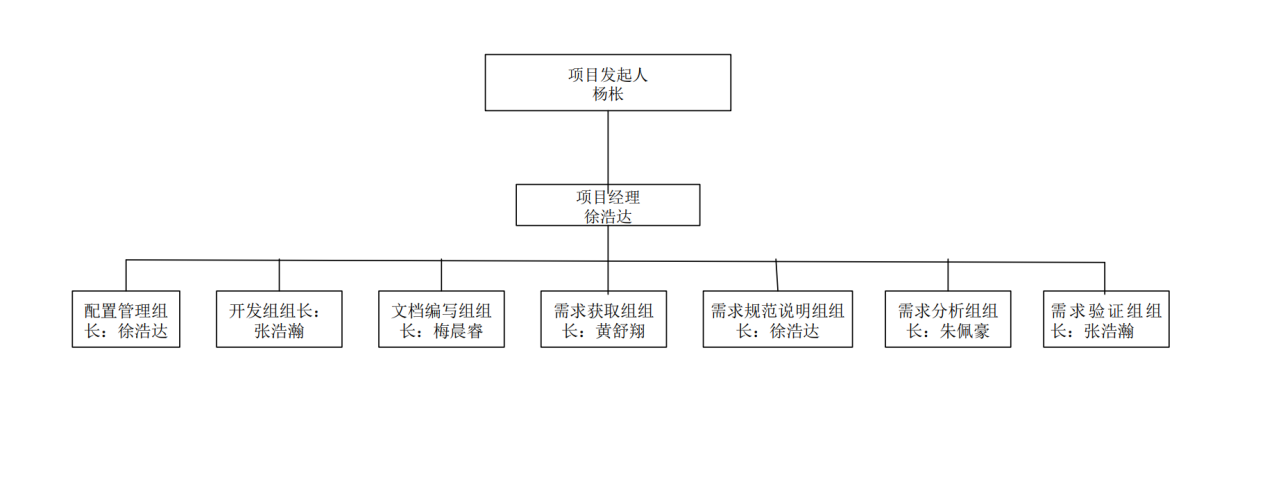 项目发起人
杨枨
项目经理
徐浩达
配置管理组
长：徐浩达
开发组组长：
张浩瀚
文档编写组组
长：梅晨睿
需求获取组组
长：黄舒翔
需求规范说明组组
长：徐浩达
需求分析组组
长：朱佩豪
需求验证组组
长：张浩瀚